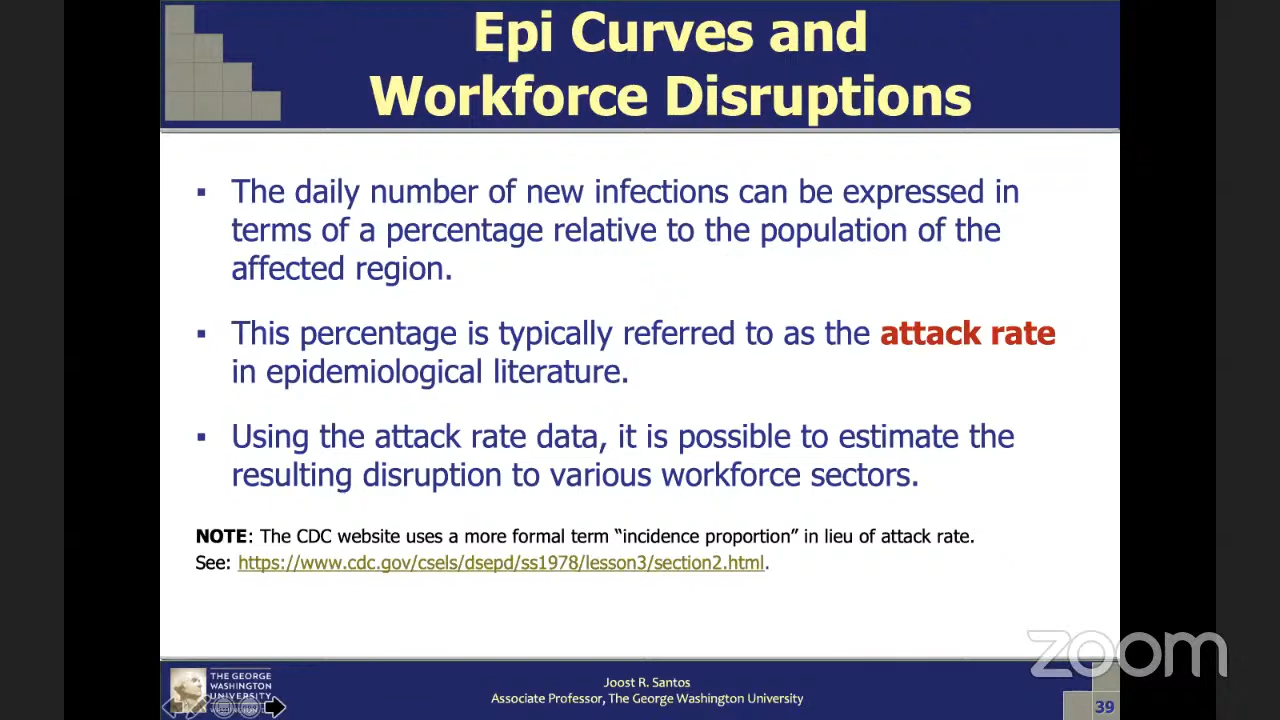 Epi Curves and
Workforce Disruptions
▪ The daily number of new infections can be expressed in
terms of a percentage relative to the population of the
affected region.
▪ This percentage is typically referred to as the attack rate
in epidemiological literature.
▪ Using the attack rate data, it is possible to estimate the
resulting disruption to various workforce sectors.
NOTE: The CDC website uses a more formal term “incidence proportion” in lieu of attack rate.
See: https://www.cdc.gov/csels/dsepd/ss1978/lesson3/section2.html.
zoom
THE GEORGE
WASHINGTON
UNIVERSITY
Joost R. Santos
Associate Professor, The George Washington University
39